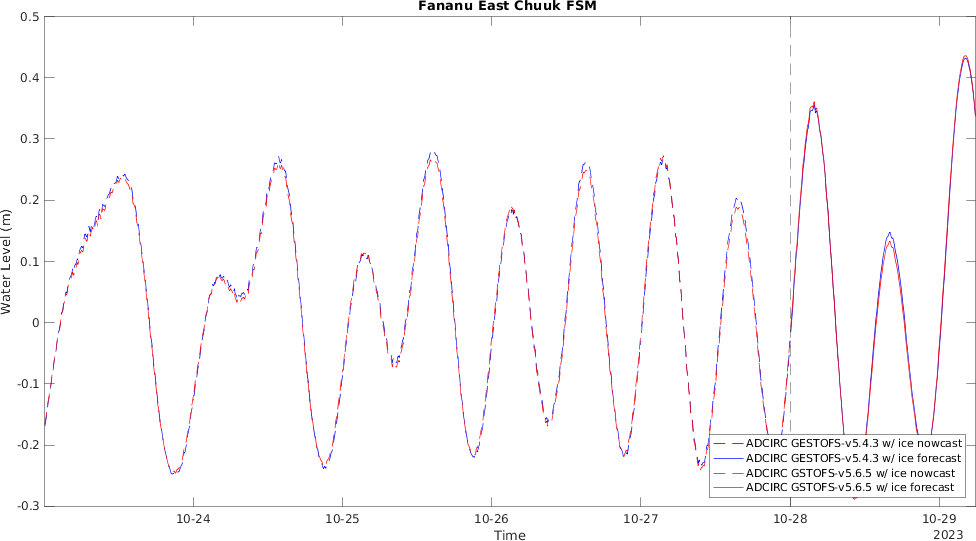 Fananu East Chuuk FSM
0.5
0.4
0.3
0.2
0.1
0
-0.1
-0.2
-0.3
Water Level (m)
10-24
10-25
10-26
10-27
10-28
10-29
Time
2023
ADCIRC GESTOFS-v5.4.3 w/ ice nowcast
ADCIRC GESTOFS-v5.4.3 w/ ice forecast
ADCIRC GSTOFS-v5.6.5 w/ ice nowcast
ADCIRC GSTOFS-v5.6.5 w/ ice forecast